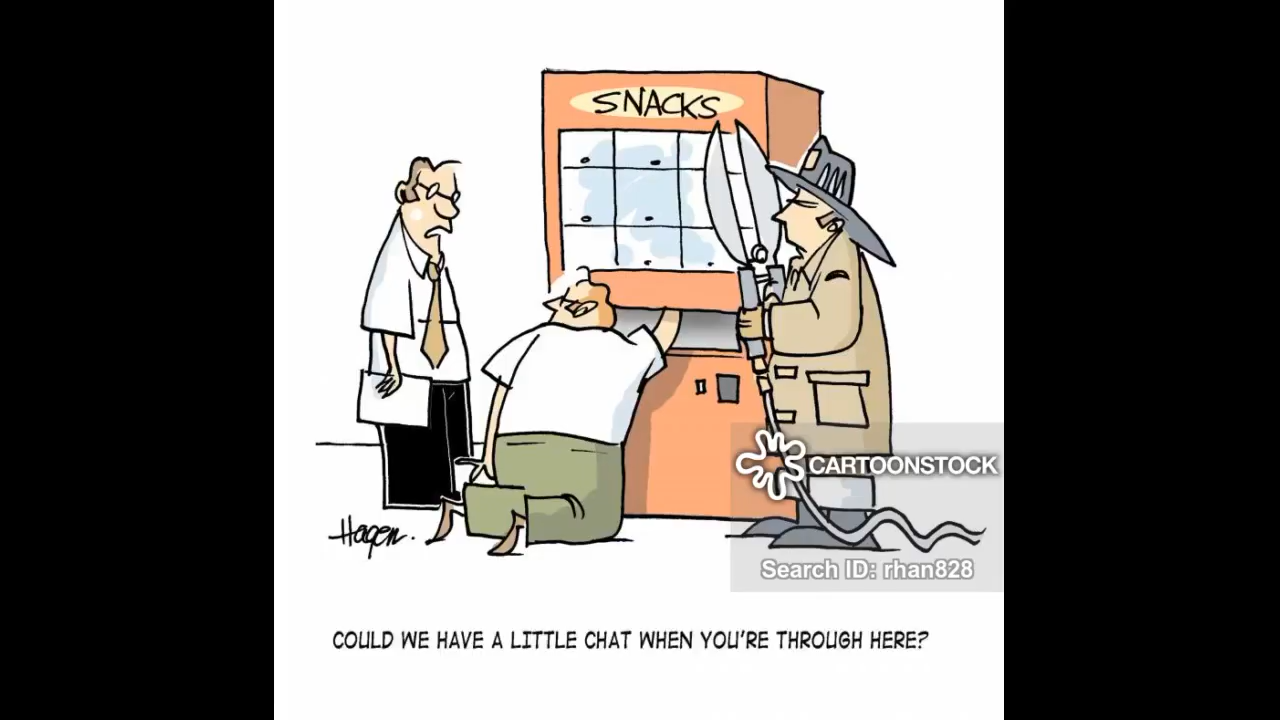 SNACKS
CARTOONSTOCK
Hagen.
Search ID: rhan828
COULD WE HAVE A LITTLE CHAT WHEN YOU'RE THROUGH HERE?